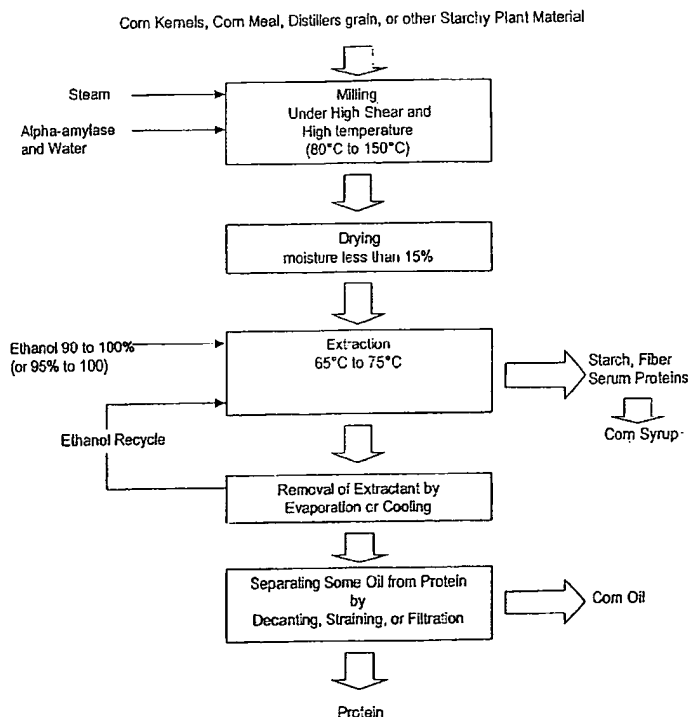 Corn Kernels, Corn Meal, Distillers grain, or other Starchy Plant Material
Steam
Alpha-amylase
and Water
Milling
Under High Shear and
High temperature
(80°C to 150°C)
Drying
moisture less than 15%
Ethanol 90 to 100%
(or 95% to 100)
Extraction
65°C to 75°C
Starch, Fiber
Serum Proteins
Corn Syrup
Ethanol Recycle
Removal of Extractant by
Evaporation or Cooling
Separating Some Oil from Protein
by
Decanting, Straining, or Filtration
Corn Oil
Protein